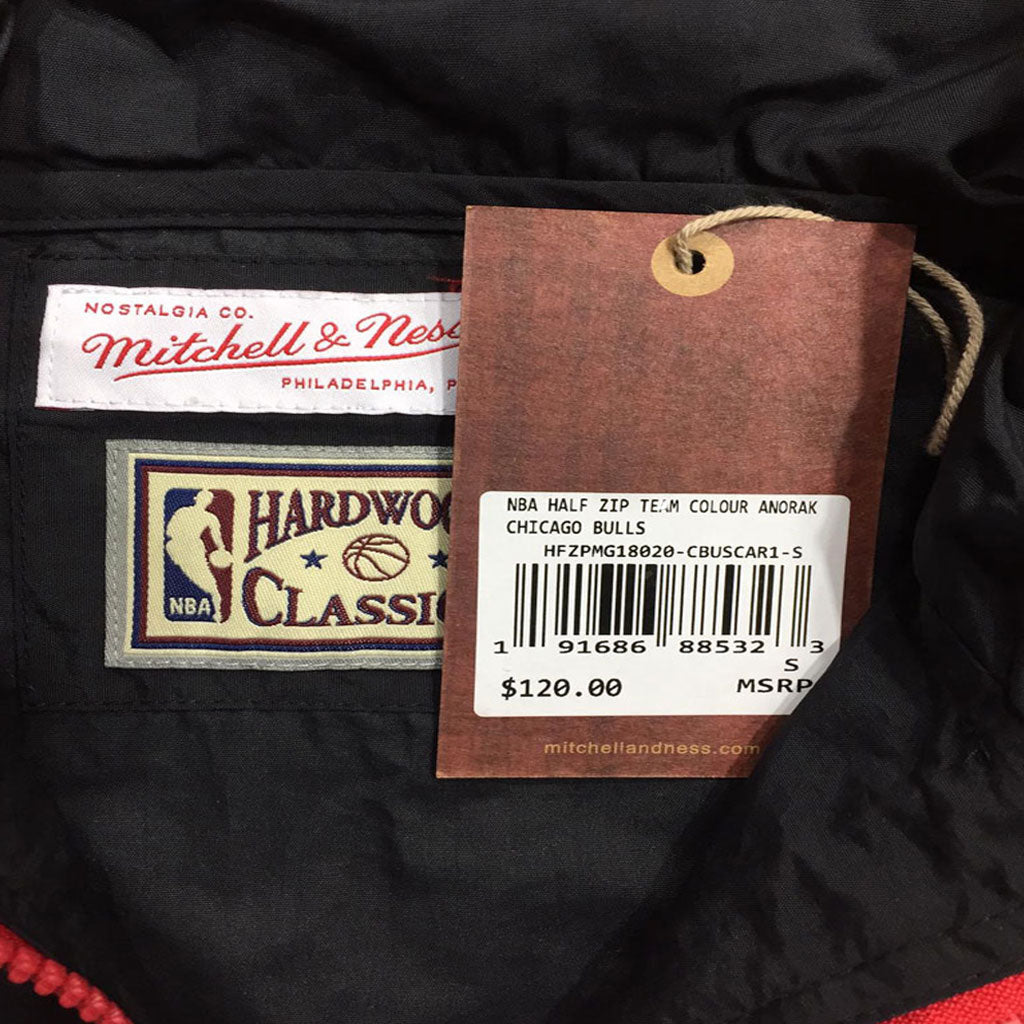 NOSTALGIA CO.
Mitchell & Ness
PHILADELPHIA, P
HARDWOO
CLASSIC
NBA
NBA HALF ZIP TEAM COLOUR ANORAK
CHICAGO BULLS
HFZPMG18020-CBUSCAR1-S
1 91686 88532 3
S
$120.00 MSRP
mitchellandness.com